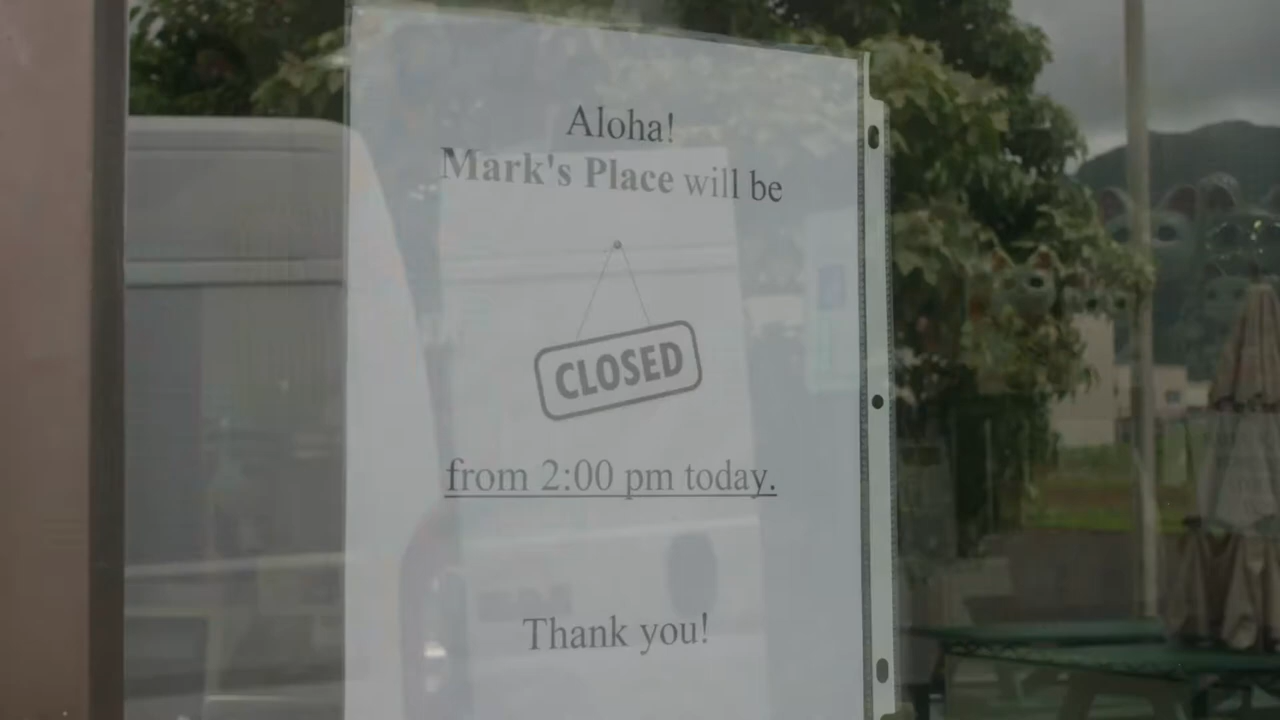 Aloha!
Mark's Place will be
CLOSED
from 2:00 pm today.
Thank you!